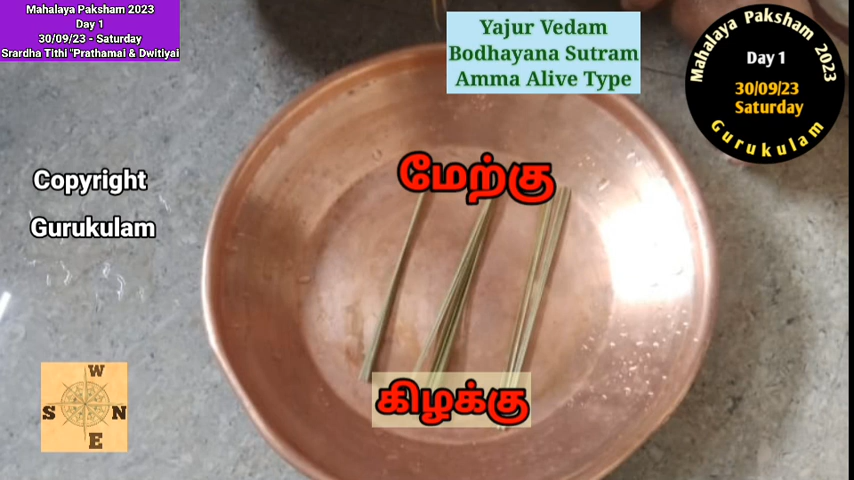 Mahalaya Paksham 2023
Day 1
30/09/23 - Saturday
Srardha Tithi "Prathamai & Dwitiyai
Yajur Vedam
Bodhayana Sutram
Amma Alive Type
Mahalaya Paksham 2023
Day 1
30/09/23
Saturday
Gurukulam
மேற்கு
Copyright
Gurukulam
கிழக்கு
W
S N
E